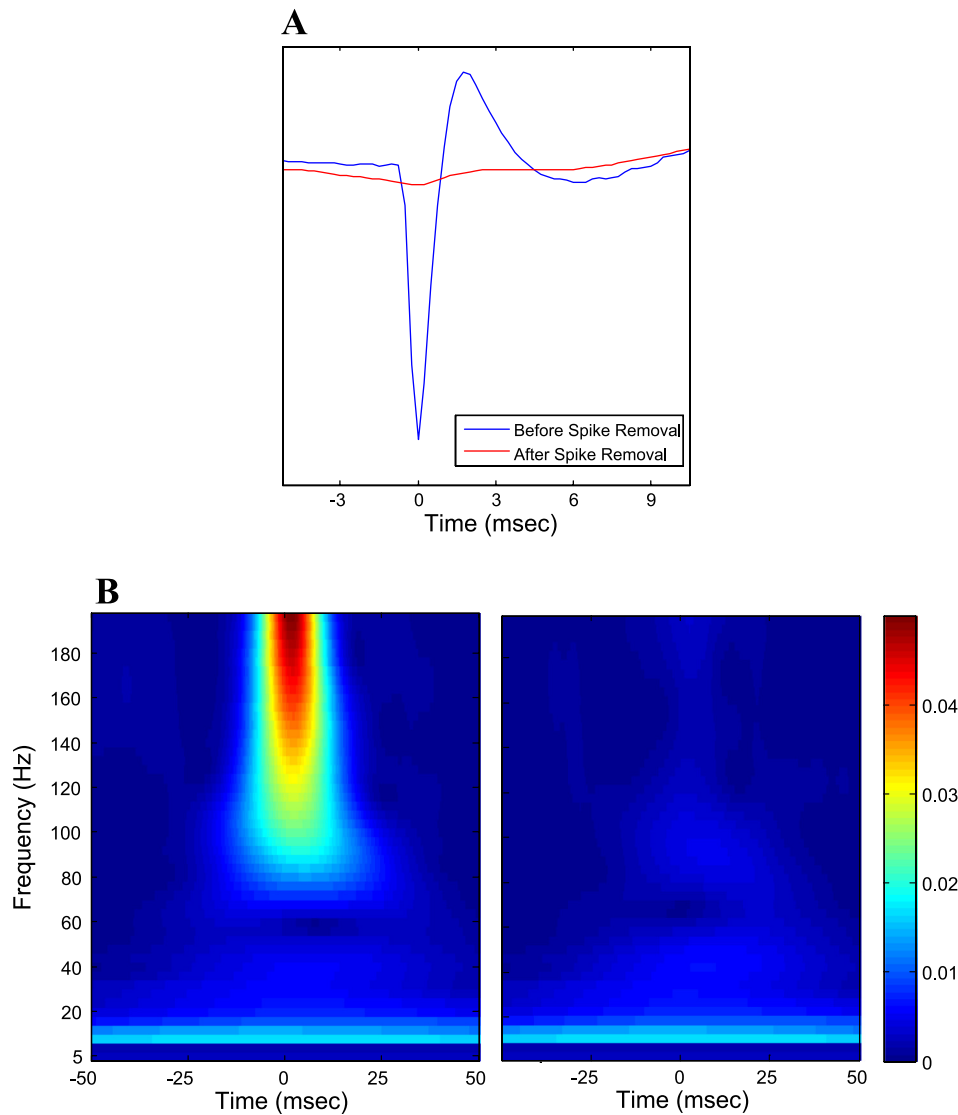 A
Before Spike Removal
After Spike Removal
-3 0 3 6 9
Time (msec)
B
Frequency (Hz)
180
160
140
120
100
80
60
40
20
5
-50 -25 0 25 50
Time (msec)
-25 0 25 50
Time (msec)
0.04
0.03
0.02
0.01
0